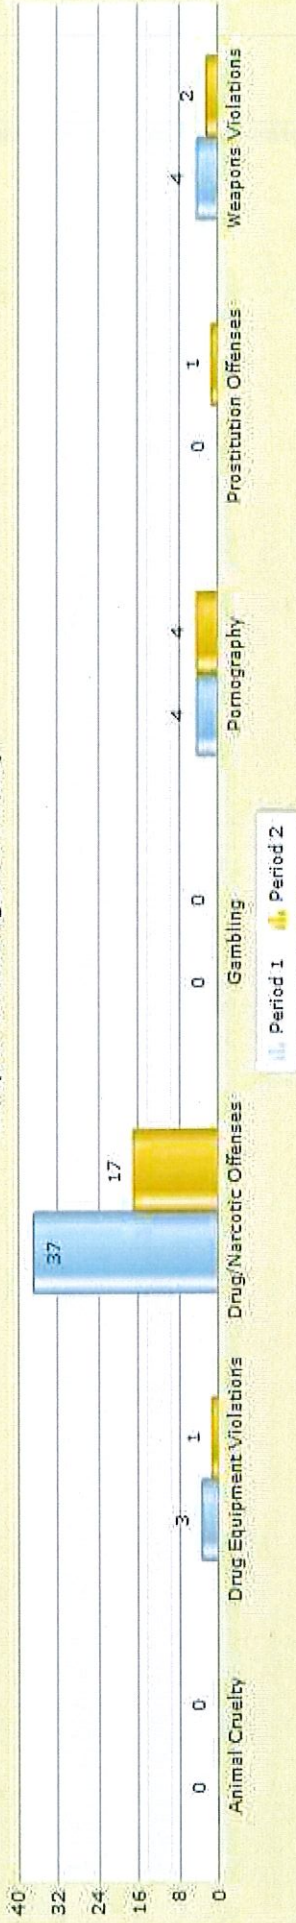 40
32
24
16
8
0
0 0
3 1
37 17
0 0
4 4
0 1
4 2
Animal Cruelty
Drug Equipment Violations
Drug/Narcotic Offenses
Gambling
Pornography
Prostitution Offenses
Weapons Violations
Period 1 Period 2